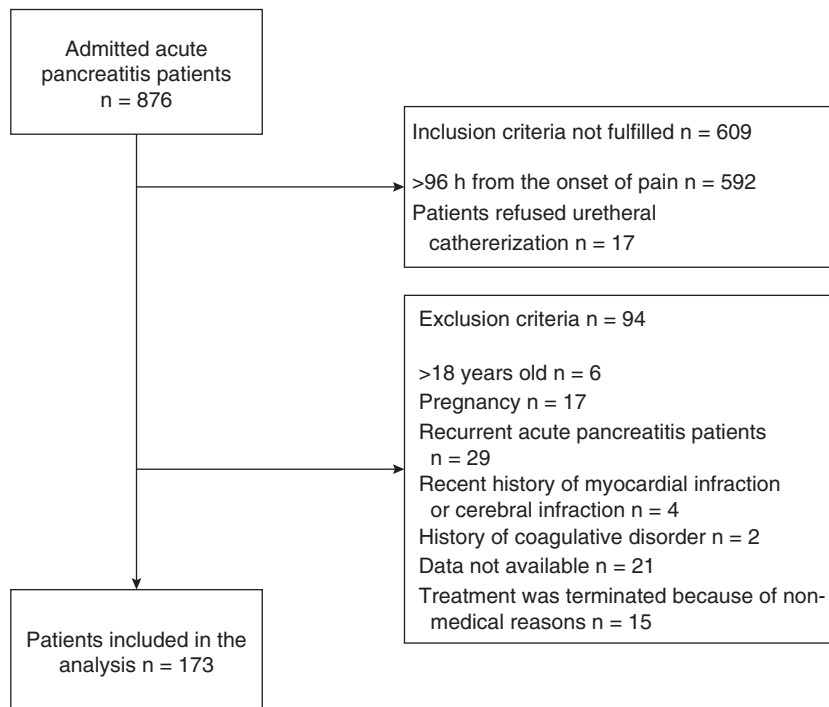 Admitted acute
pancreatitis patients
n = 876
Inclusion criteria not fulfilled n = 609
>96 h from the onset of pain n = 592
Patients refused uretheral
cathererization n = 17
Exclusion criteria n = 94
>18 years old n = 6
Pregnancy n = 17
Recurrent acute pancreatitis patients
n = 29
Recent history of myocardial infraction
or cerebral infraction n = 4
History of coagulative disorder n = 2
Data not available n = 21
Treatment was terminated because of non-
medical reasons n = 15
Patients included in the
analysis n = 173